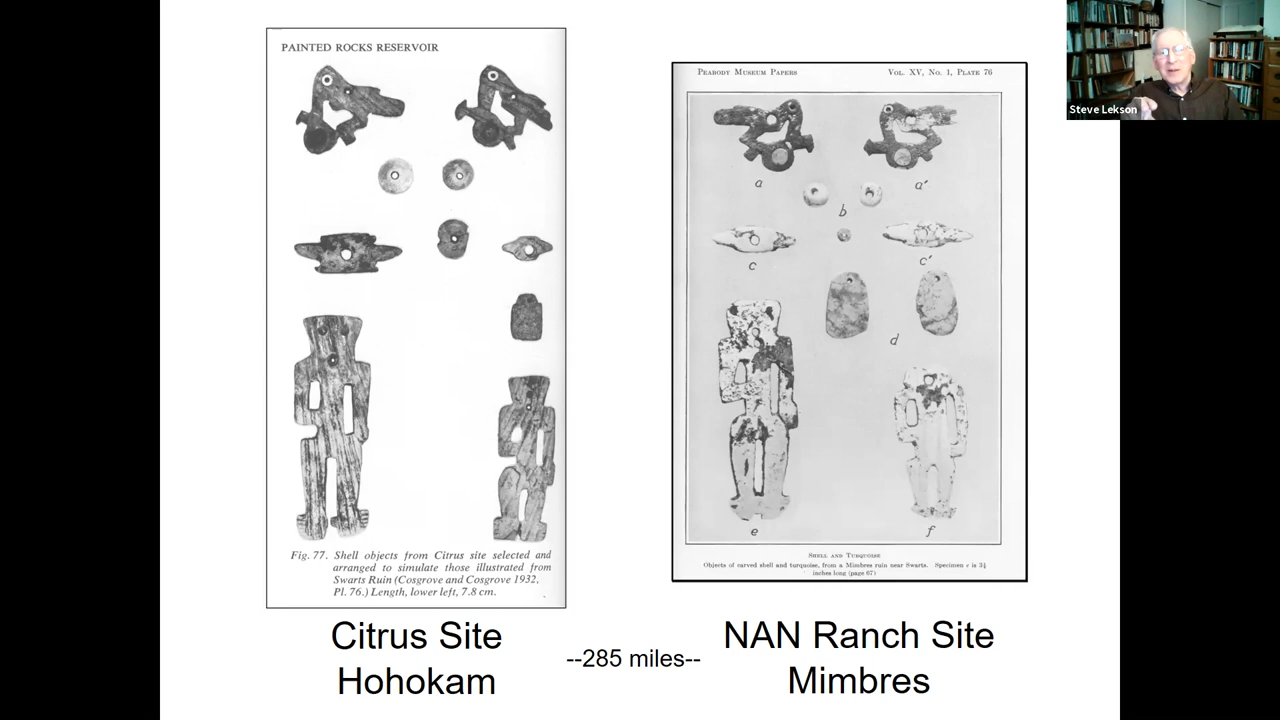 PAINTED ROCKS RESERVOIR
Fig. 77. Shell objects from Citrus site selected and
arranged to simulate those illustrated from
Swarts Ruin (Cosgrove and Cosgrove 1932,
Pl. 76.) Length, lower left, 7.8 cm.
Citrus Site
Hohokam
--285 miles--
PEABODY MUSEUM PAPERS VOL. XV, NO. 1, PLATE 76
a a′
b
c c′
d
e f
SHELL AND TURQUOISE
Objects of carved shell and turquoise, from a Mimbres ruin near Swarts. Specimen e is 3¼
inches long (page 67)
NAN Ranch Site
Mimbres
Steve Lekson